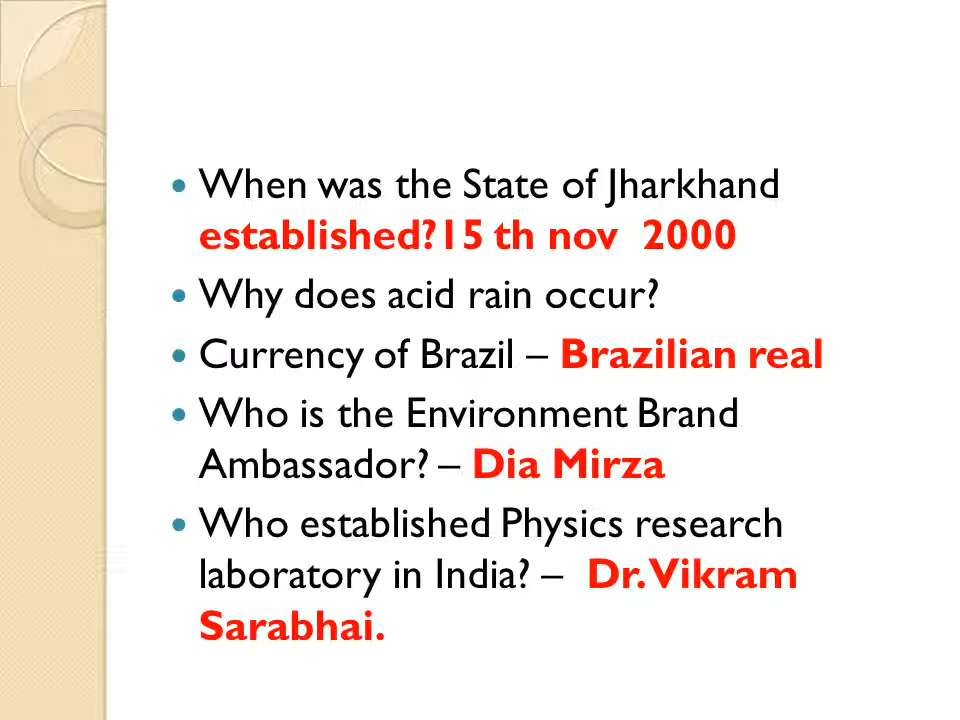 • When was the State of Jharkhand
established?15 th nov 2000
• Why does acid rain occur?
• Currency of Brazil – Brazilian real
• Who is the Environment Brand
Ambassador? – Dia Mirza
• Who established Physics research
laboratory in India? – Dr. Vikram
Sarabhai.